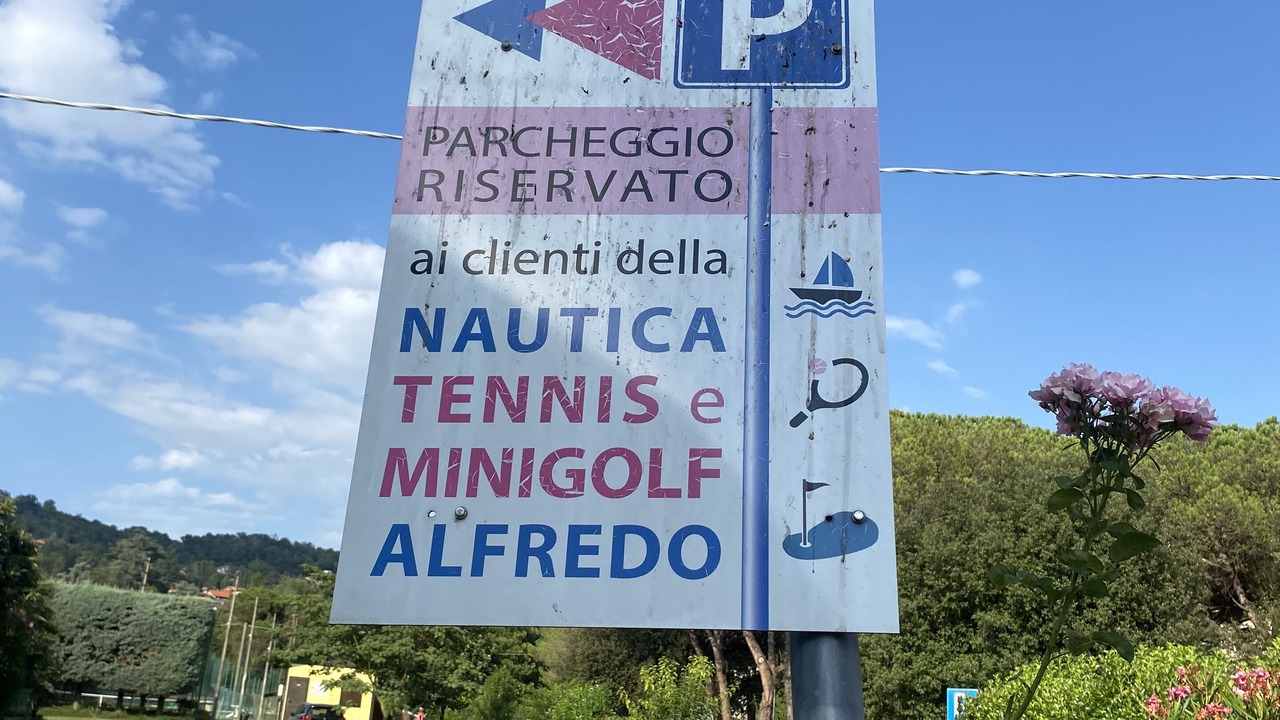 P
PARCHEGGIO
RISERVATO
ai clienti della
NAUTICA
TENNIS e
MINIGOLF
ALFREDO